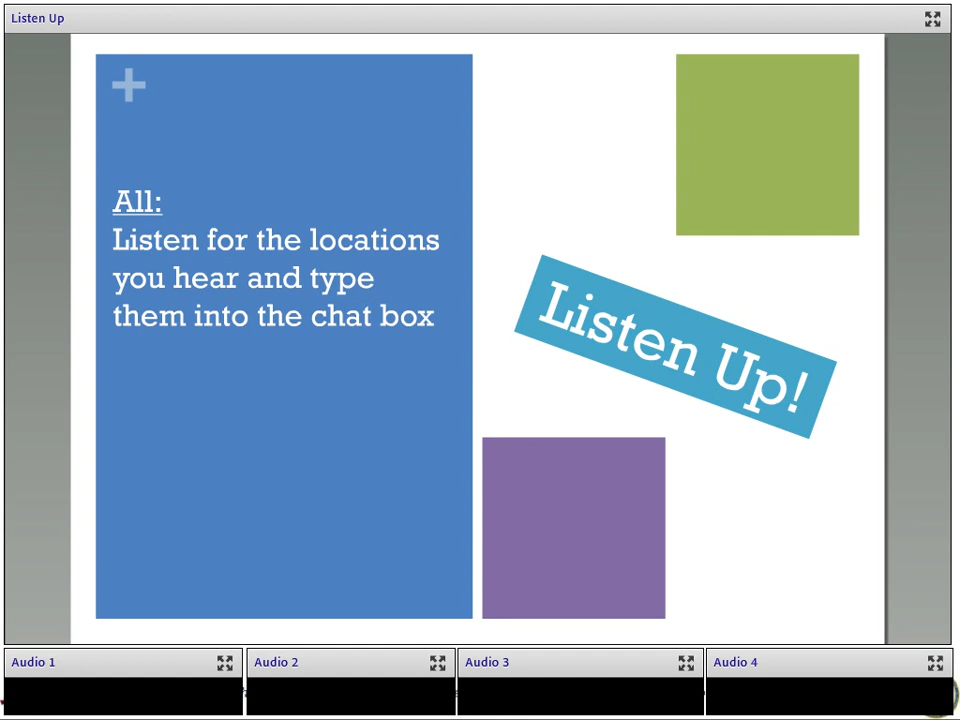 Listen Up
+
All:
Listen for the locations
you hear and type
them into the chat box
Listen Up!
Audio 1
Audio 2
Audio 3
Audio 4